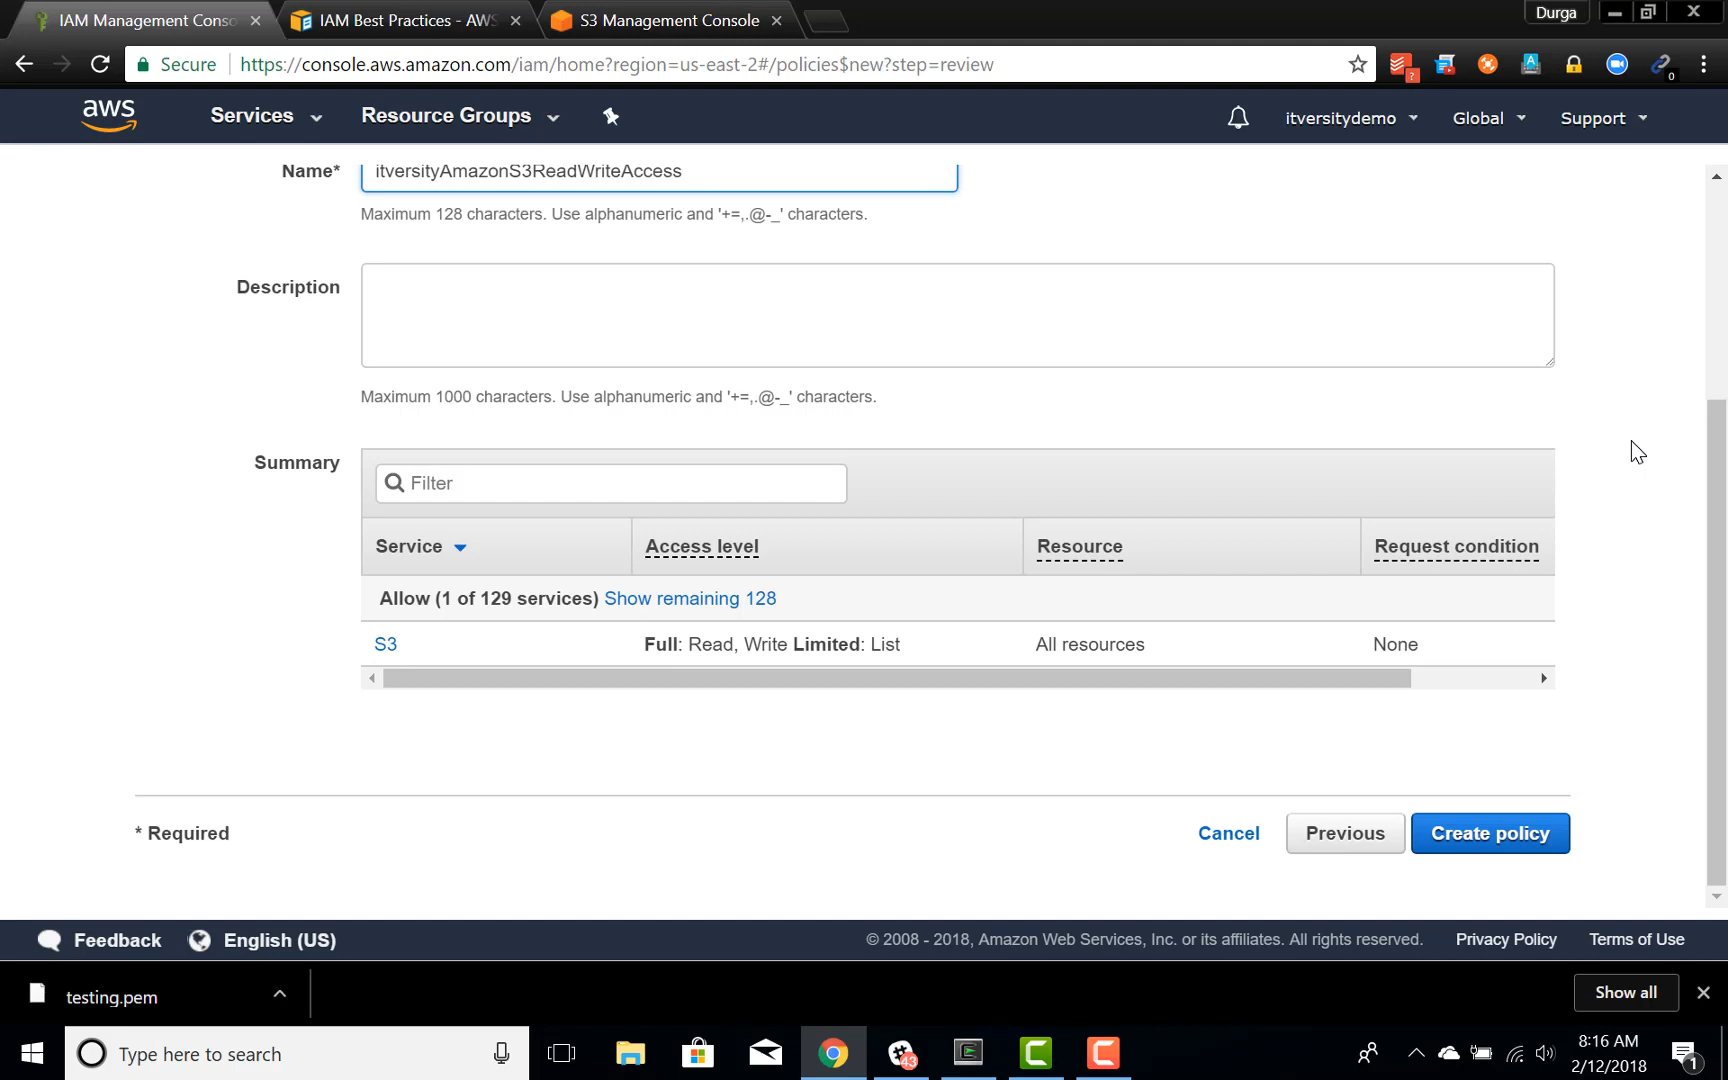 IAM Management Conso
IAM Best Practices - AWS
S3 Management Console
Durga
Secure
https://console.aws.amazon.com/iam/home?region=us-east-2#/policies$new?step=review
?
A
0
aws
Services
Resource Groups
itversitydemo
Global
Support
Name*
itversityAmazonS3ReadWriteAccess
Maximum 128 characters. Use alphanumeric and '+=,.@-_' characters.
Description
Maximum 1000 characters. Use alphanumeric and '+=,.@-_' characters.
Summary
Filter
Service
Access level
Resource
Request condition
Allow (1 of 129 services) Show remaining 128
S3
Full: Read, Write Limited: List
All resources
None
* Required
Cancel
Previous
Create policy
Feedback
English (US)
© 2008 - 2018, Amazon Web Services, Inc. or its affiliates. All rights reserved.
Privacy Policy
Terms of Use
testing.pem
Show all
Type here to search
43
C
C
8:16 AM
2/12/2018
1